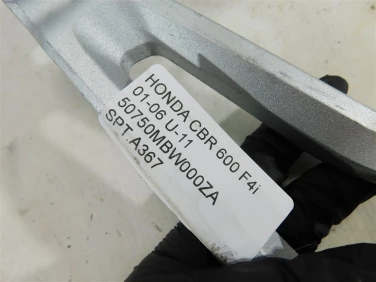 HONDA CBR 600 F4i
01-06 U-11
50750MBW000ZA
SPT.A367